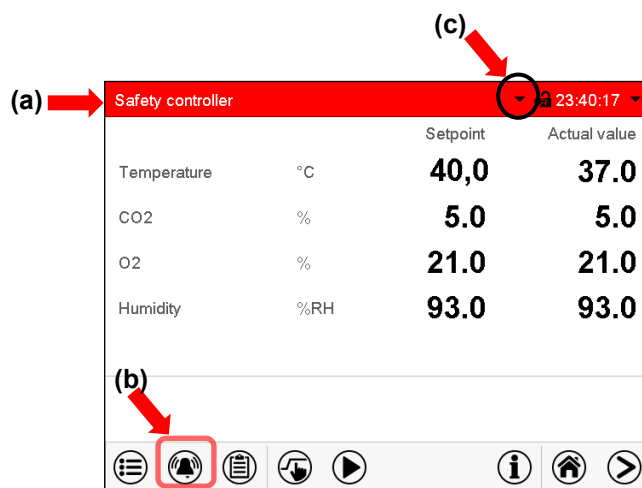 (c)
(a)
Safety controller 23:40:17
Setpoint Actual value
Temperature °C 40,0 37.0
CO2 % 5.0 5.0
O2 % 21.0 21.0
Humidity %RH 93.0 93.0
(b)
i